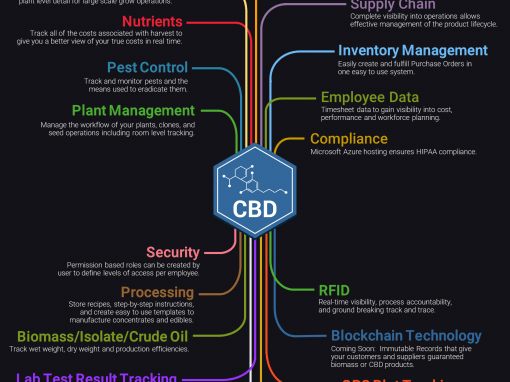 plant level detail for large scale grow operations.
Nutrients
Track all of the costs associated with harvest to
give you a better view of your true costs in real time.
Pest Control
Track and monitor pests and the
means used to eradicate them.
Plant Management
Manage the workflow of your plants, clones, and
seed operations including room level tracking.
Supply Chain
Complete visibility into operations allows
effective management of the product lifecycle.
Inventory Management
Easily create and fulfill Purchase Orders in
one easy to use system.
Employee Data
Timesheet data to gain visibility into cost,
performance and workforce planning.
Compliance
Microsoft Azure hosting ensures HIPAA compliance.
CBD
Security
Permission based roles can be created by
user to define levels of access per employee.
Processing
Store recipes, step-by-step instructions,
and create easy to use templates to
manufacture concentrates and edibles.
Biomass/Isolate/Crude Oil
Track wet weight, dry weight and production efficiencies.
Lab Test Result Tracking
RFID
Real-time visibility, process accountability,
and ground breaking track and trace.
Blockchain Technology
Coming Soon: Immutable Records that give
your customers and suppliers guaranteed
biomass or CBD products.